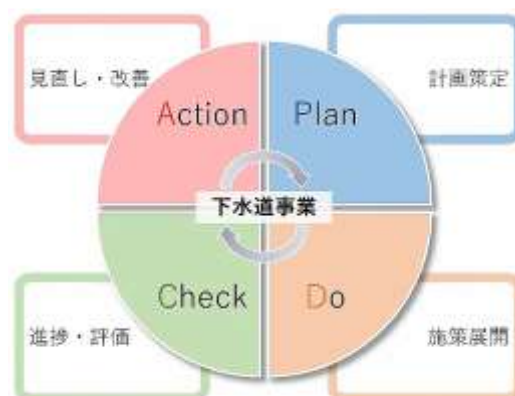 見直し・改善
計画策定
Action
Plan
下水道事業
Check
Do
進捗・評価
施策展開